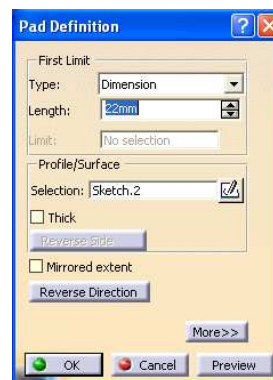 Pad Definition
First Limit
Type: Dimension
Length: 22mm
Limit: No selection
Profile/Surface
Selection: Sketch.2
Thick
Reverse Side
Mirrored extent
Reverse Direction
More>>
OK Cancel Preview